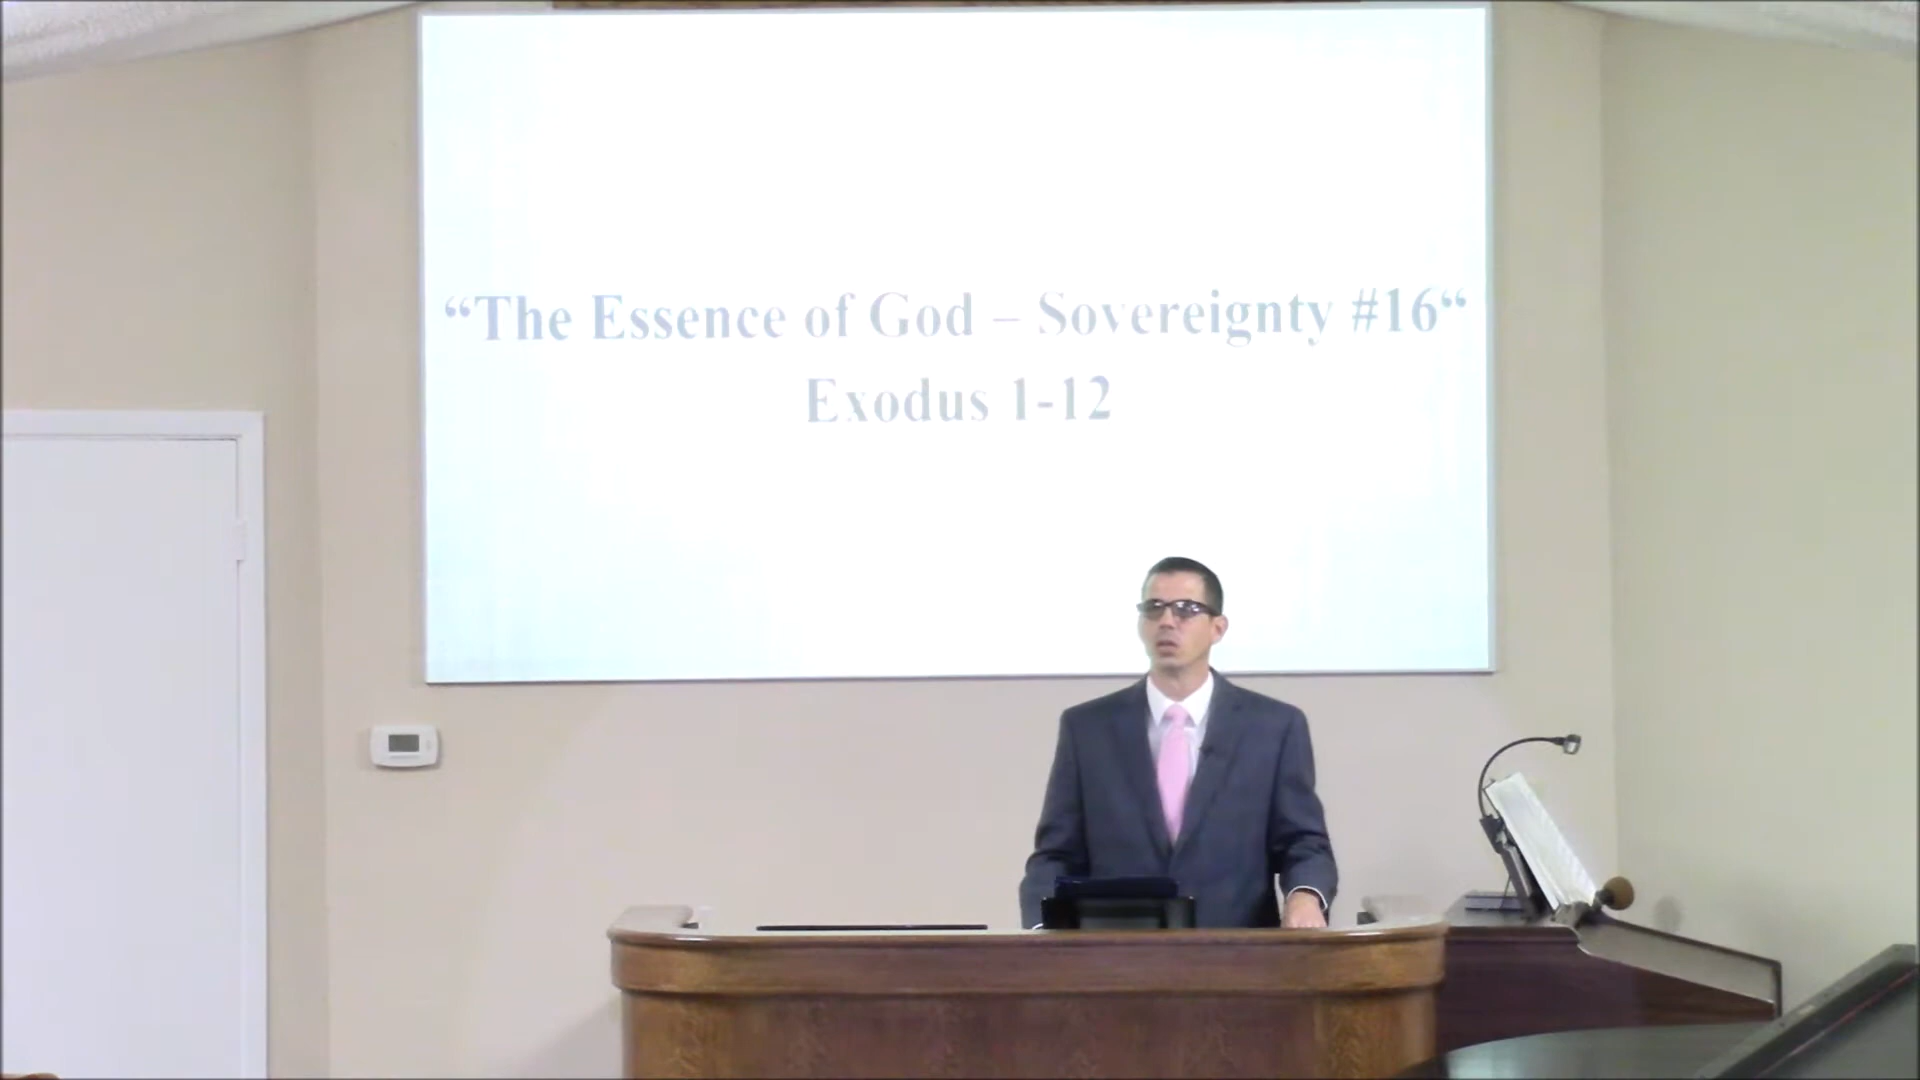 “The Essence of God – Sovereignty #16“
Exodus 1-12